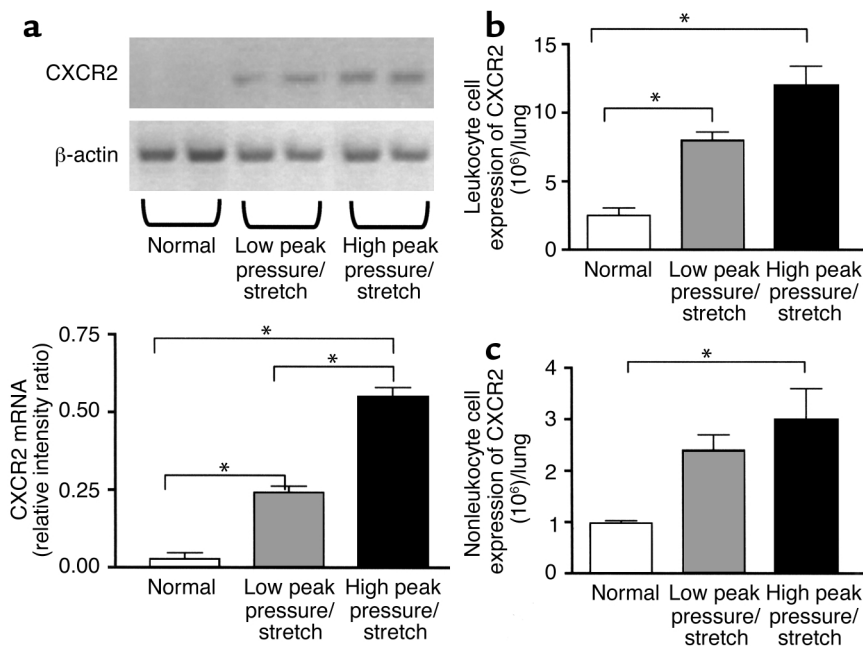 a
CXCR2
β-actin
Normal
Low peak
pressure/
stretch
High peak
pressure/
stretch
CXCR2 mRNA
(relative intensity ratio)
0.75
0.50
0.25
0.00
*
*
*
Normal
Low peak
pressure/
stretch
High peak
pressure/
stretch
b
Leukocyte cell
expression of CXCR2
(10⁶)/lung
15
10
5
0
*
*
Normal
Low peak
pressure/
stretch
High peak
pressure/
stretch
c
Nonleukocyte cell
expression of CXCR2
(10⁶)/lung
4
3
2
1
0
*
Normal
Low peak
pressure/
stretch
High peak
pressure/
stretch